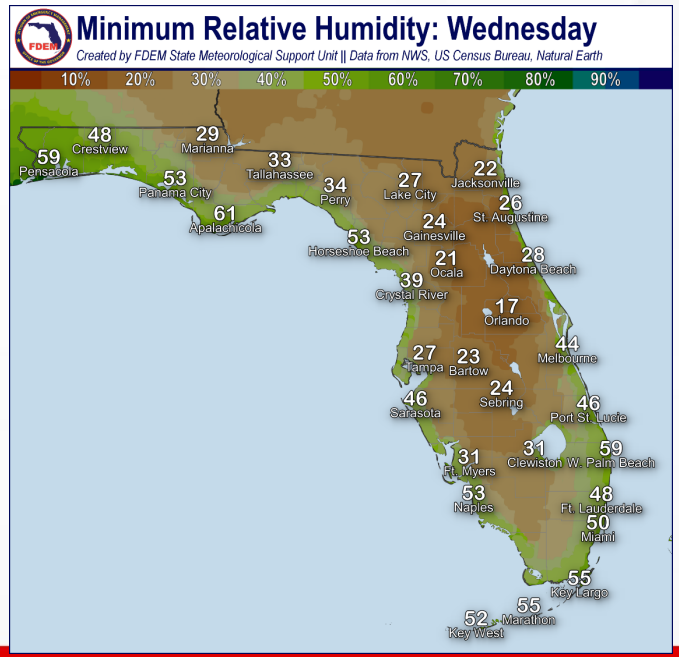 FDEM
Minimum Relative Humidity: Wednesday
Created by FDEM State Meteorological Support Unit || Data from NWS, US Census Bureau, Natural Earth
10% 20% 30% 40% 50% 60% 70% 80% 90%
48
Crestview
29
Marianna
59
Pensacola
53
Panama City
61
Apalachicola
33
Tallahassee
34
Perry
27
Lake City
22
Jacksonville
26
St. Augustine
24
Gainesville
53
Horseshoe Beach
21
Ocala
28
Daytona Beach
39
Crystal River
17
Orlando
27
Tampa
23
Bartow
44
Melbourne
24
Sebring
46
Sarasota
46
Port St. Lucie
31
Ft. Myers
31
Clewiston
59
W. Palm Beach
53
Naples
48
Ft. Lauderdale
50
Miami
55
Key Largo
55
Marathon
52
Key West